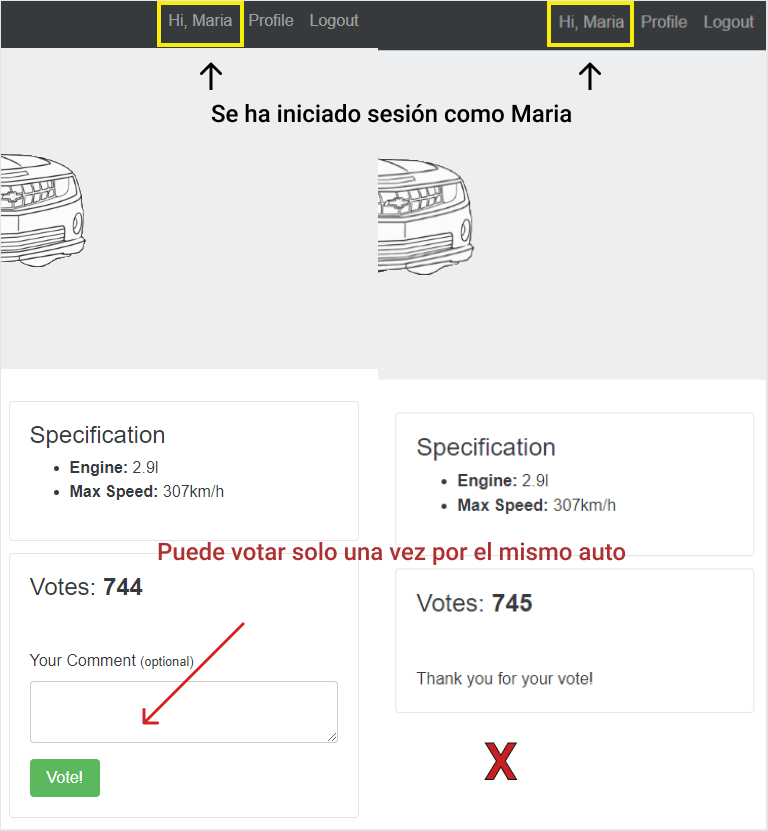 Hi, Maria Profile Logout
Hi, Maria Profile Logout
Se ha iniciado sesión como Maria
Specification
Engine: 2.9l
Max Speed: 307km/h
Specification
Engine: 2.9l
Max Speed: 307km/h
Puede votar solo una vez por el mismo auto
Votes: 744
Your Comment (optional)
Vote!
Votes: 745
Thank you for your vote!
X